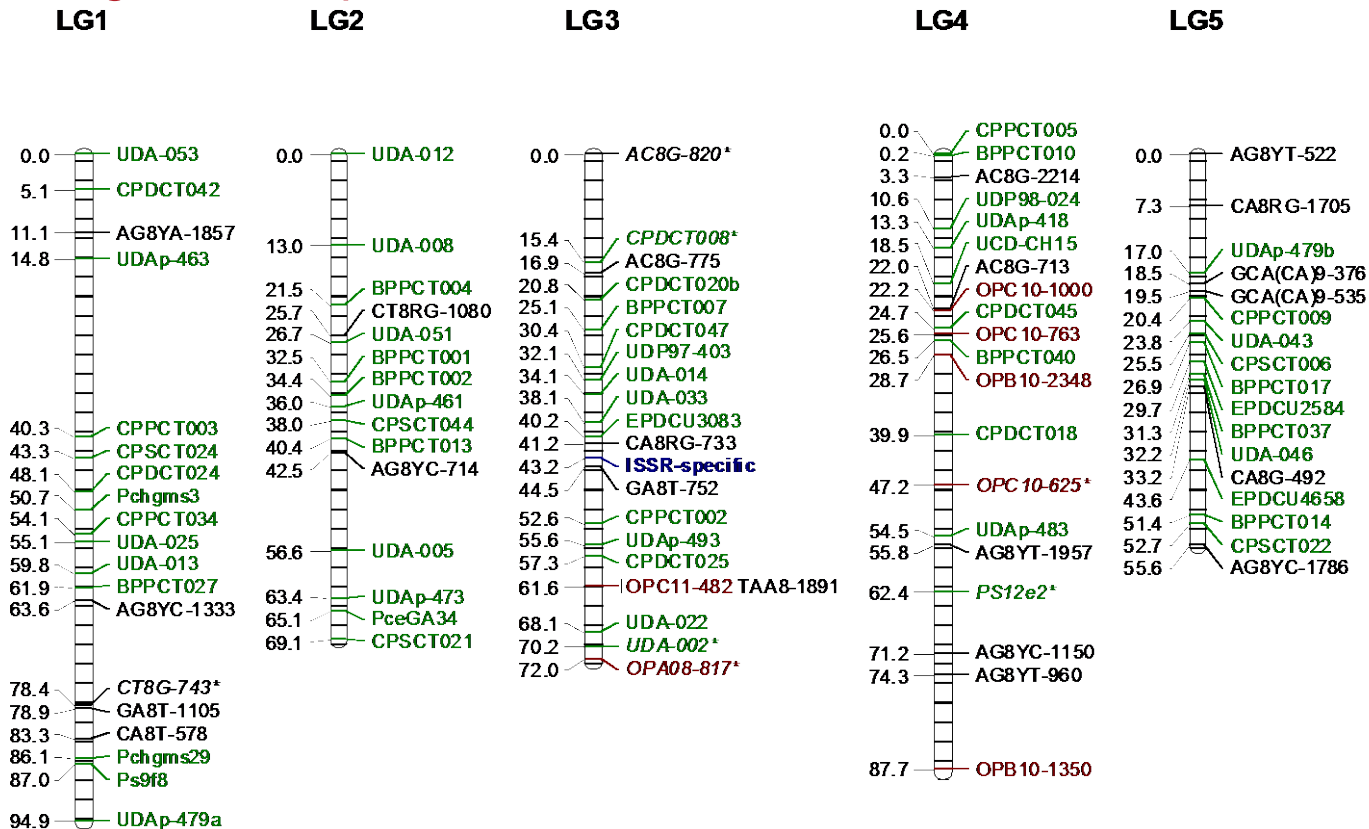 LG1
0.0 UDA-053
5.1 CPDCT042
11.1 AG8YA-1857
14.8 UDAp-463
40.3 CPPCT003
43.3 CPSCT024
48.1 CPDCT024
50.7 Pchgms3
54.1 CPPCT034
55.1 UDA-025
59.8 UDA-013
61.9 BPPCT027
63.6 AG8YC-1333
78.4 CT8G-743*
78.9 GA8T-1105
83.3 CA8T-578
86.1 Pchgms29
87.0 Ps9f8
94.9 UDAp-479a
LG2
0.0 UDA-012
13.0 UDA-008
21.5 BPPCT004
25.7 CT8RG-1080
26.7 UDA-051
32.5 BPPCT001
34.4 BPPCT002
36.0 UDAp-461
38.0 CPSCT044
40.4 BPPCT013
42.5 AG8YC-714
56.6 UDA-005
63.4 UDAp-473
65.1 PceGA34
69.1 CPSCT021
LG3
0.0 AC8G-820*
15.4 CPDCT008*
16.9 AC8G-775
20.8 CPDCT020b
25.1 BPPCT007
30.4 CPDCT047
32.1 UDP97-403
34.1 UDA-014
38.1 UDA-033
40.2 EPDCU3083
41.2 CA8RG-733
43.2 ISSR-specific
44.5 GA8T-752
52.6 CPPCT002
55.6 UDAp-493
57.3 CPDCT025
61.6 OPC11-482 TAA8-1891
68.1 UDA-022
70.2 UDA-002*
72.0 OPA08-817*
LG4
0.0 CPPCT005
0.2 BPPCT010
3.3 AC8G-2214
10.6 UDP98-024
13.3 UDAp-418
18.5 UCD-CH15
22.0 AC8G-713
22.2 OPC10-1000
24.7 CPDCT045
25.6 OPC10-763
26.5 BPPCT040
28.7 OPB10-2348
39.9 CPDCT018
47.2 OPC10-625*
54.5 UDAp-483
55.8 AG8YT-1957
62.4 PS12e2*
71.2 AG8YC-1150
74.3 AG8YT-960
87.7 OPB10-1350
LG5
0.0 AG8YT-522
7.3 CA8RG-1705
17.0 UDAp-479b
18.5 GCA(CA)9-376
19.5 GCA(CA)9-535
20.4 CPPCT009
23.8 UDA-043
25.5 CPSCT006
26.9 BPPCT017
29.7 EPDCU2584
31.3 BPPCT037
32.2 UDA-046
33.2 CA8G-492
43.6 EPDCU4658
51.4 BPPCT014
52.7 CPSCT022
55.6 AG8YC-1786